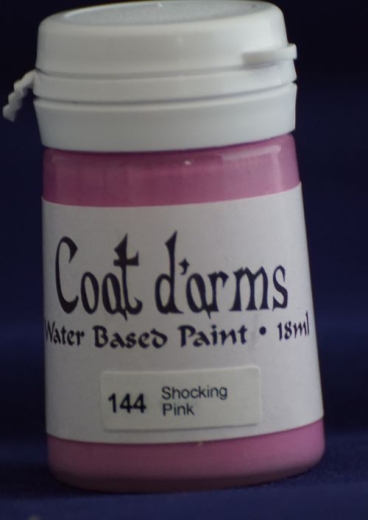 Coat d'arms
Water Based Paint • 18ml
144 Shocking
Pink